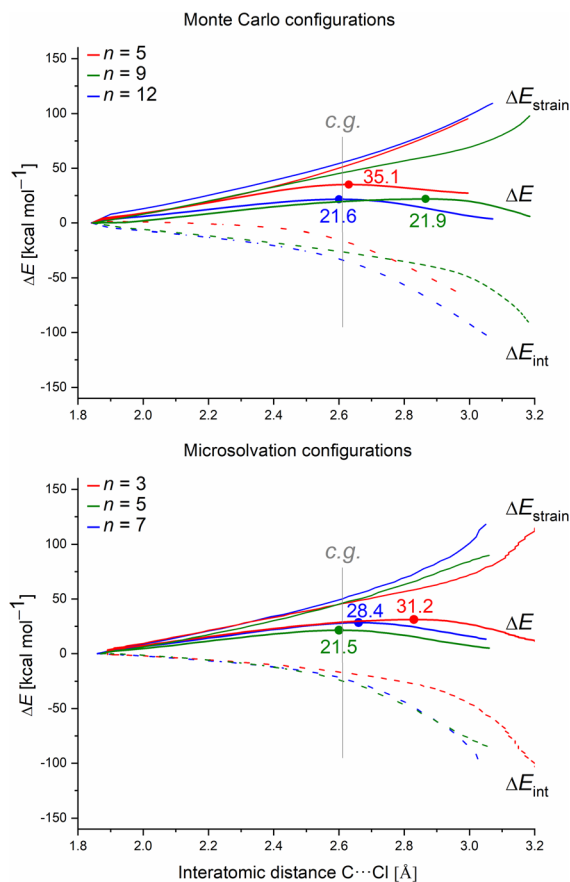 Monte Carlo configurations
n = 5
n = 9
n = 12
c.g.
ΔE_strain
35.1
ΔE
21.6
21.9
ΔE_int
ΔE [kcal mol⁻¹]
150
100
50
0
-50
-100
-150
1.8 2.0 2.2 2.4 2.6 2.8 3.0 3.2
Microsolvation configurations
n = 3
n = 5
n = 7
c.g.
ΔE_strain
28.4
31.2
ΔE
21.5
ΔE_int
ΔE [kcal mol⁻¹]
150
100
50
0
-50
-100
-150
1.8 2.0 2.2 2.4 2.6 2.8 3.0 3.2
Interatomic distance C···Cl [Å]